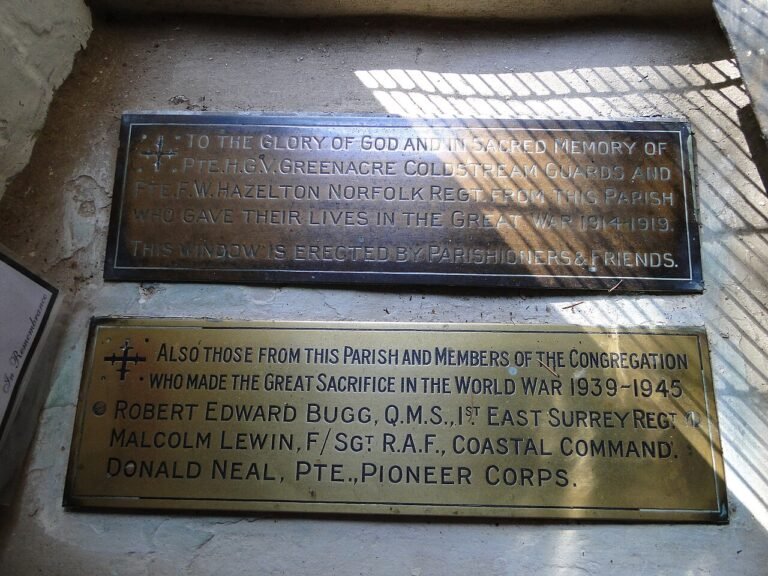 TO THE GLORY OF GOD AND IN SACRED MEMORY OF
PTE. H.G.V. GREENACRE COLDSTREAM GUARDS AND
PTE. F.W. HAZELTON NORFOLK REGT. FROM THIS PARISH
WHO GAVE THEIR LIVES IN THE GREAT WAR 1914-1919.
THIS WINDOW IS ERECTED BY PARISHIONERS & FRIENDS.
ALSO THOSE FROM THIS PARISH AND MEMBERS OF THE CONGREGATION
WHO MADE THE GREAT SACRIFICE IN THE WORLD WAR 1939~1945
ROBERT EDWARD BUGG, Q.M.S., 1ST. EAST SURREY REGT
MALCOLM LEWIN, F/SGT R.A.F., COASTAL COMMAND.
DONALD NEAL, PTE., PIONEER CORPS.
In Remembrance